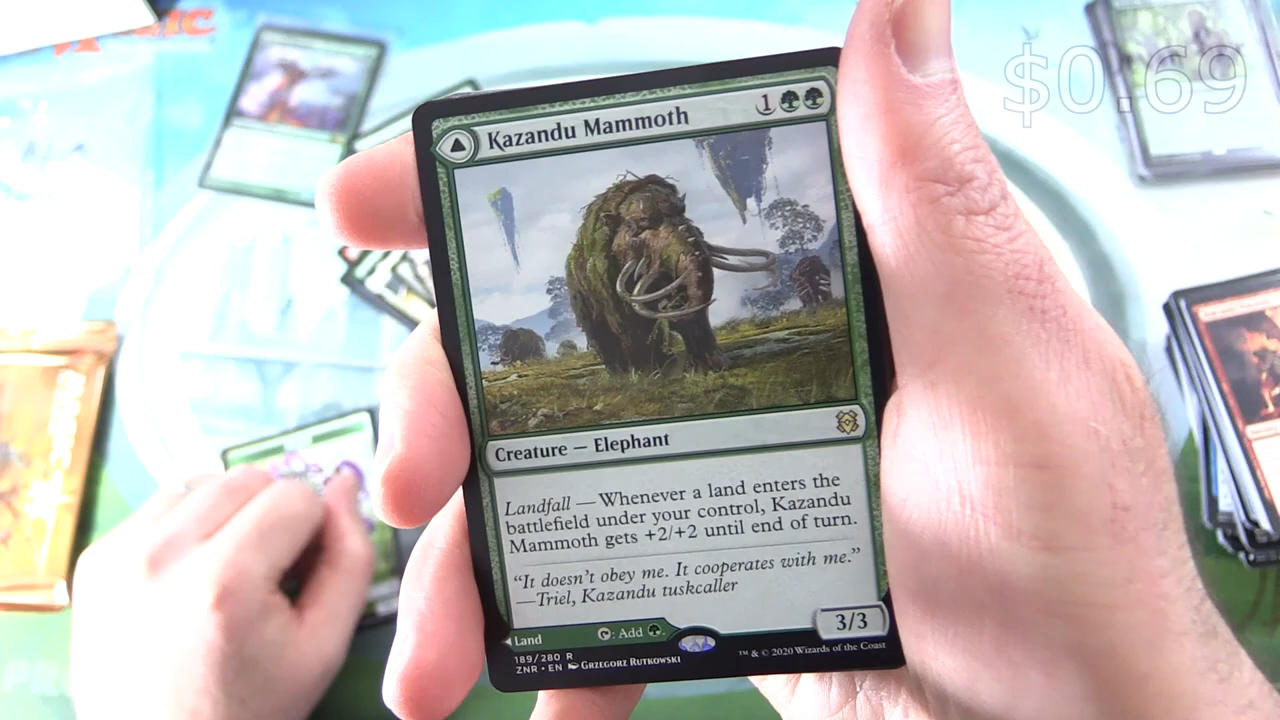 $0.69
Kazandu Mammoth 1
Creature — Elephant
Landfall — Whenever a land enters the
battlefield under your control, Kazandu
Mammoth gets +2/+2 until end of turn.
“It doesn’t obey me. It cooperates with me.”
—Triel, Kazandu tuskcaller
Land : Add .
3/3
189/280 R
ZNR • EN Grzegorz Rutkowski
™ & © 2020 Wizards of the Coast